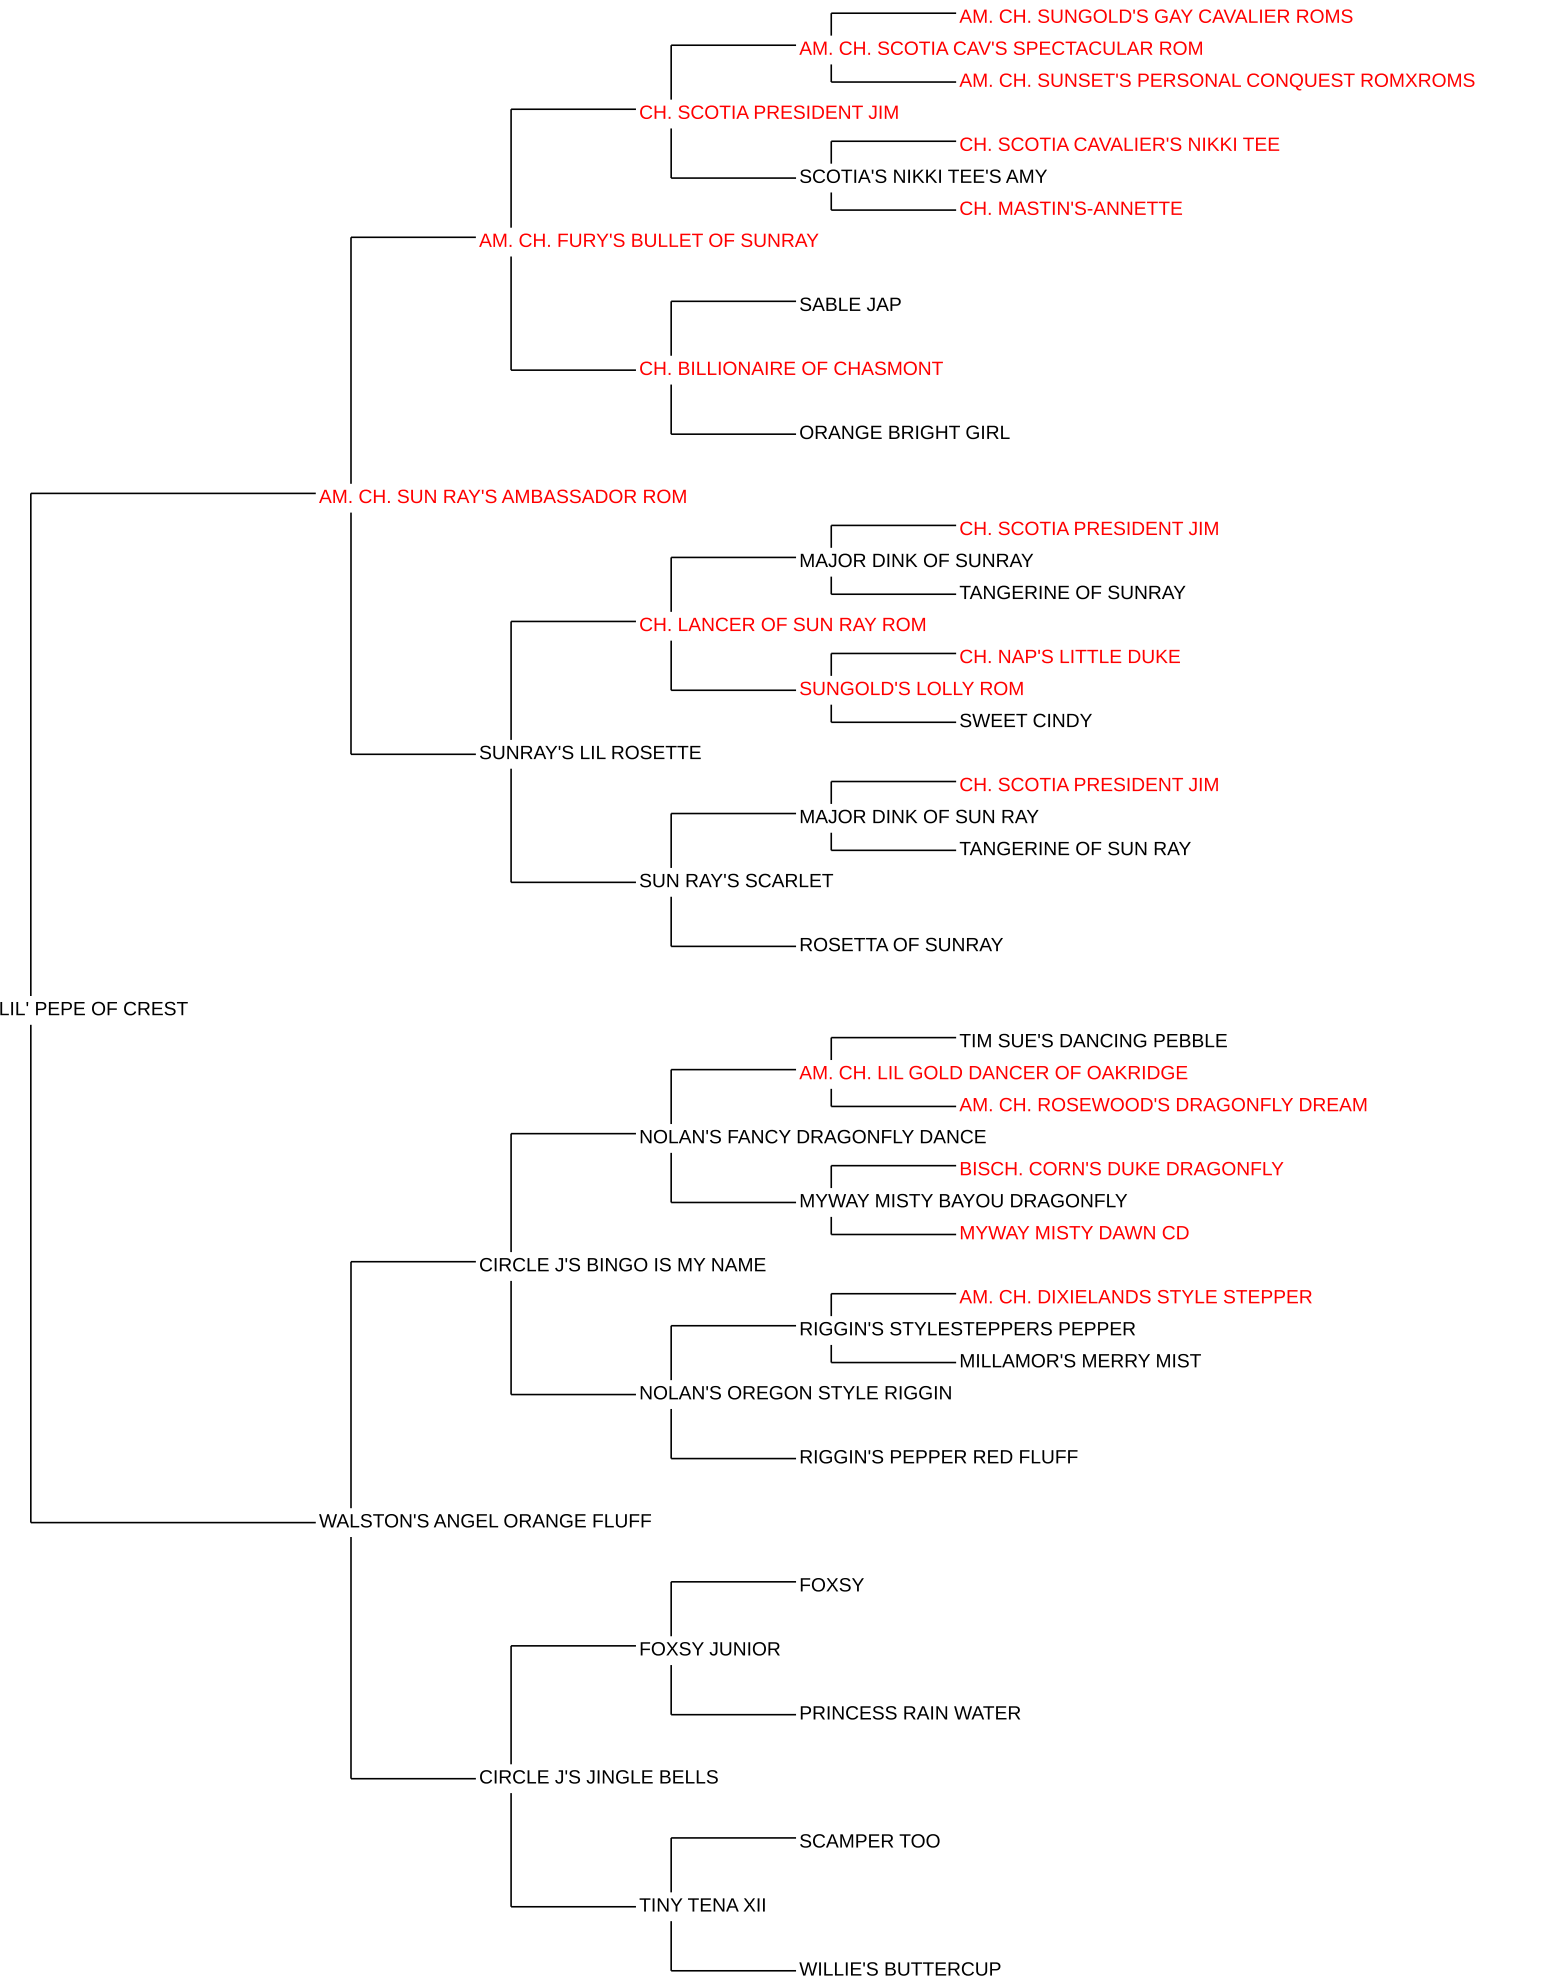 AM. CH. SUNGOLD'S GAY CAVALIER ROMS
AM. CH. SCOTIA CAV'S SPECTACULAR ROM
AM. CH. SUNSET'S PERSONAL CONQUEST ROMXROMS
CH. SCOTIA PRESIDENT JIM
CH. SCOTIA CAVALIER'S NIKKI TEE
SCOTIA'S NIKKI TEE'S AMY
CH. MASTIN'S-ANNETTE
AM. CH. FURY'S BULLET OF SUNRAY
SABLE JAP
CH. BILLIONAIRE OF CHASMONT
ORANGE BRIGHT GIRL
AM. CH. SUN RAY'S AMBASSADOR ROM
CH. SCOTIA PRESIDENT JIM
MAJOR DINK OF SUNRAY
TANGERINE OF SUNRAY
CH. LANCER OF SUN RAY ROM
CH. NAP'S LITTLE DUKE
SUNGOLD'S LOLLY ROM
SWEET CINDY
SUNRAY'S LIL ROSETTE
CH. SCOTIA PRESIDENT JIM
MAJOR DINK OF SUN RAY
TANGERINE OF SUN RAY
SUN RAY'S SCARLET
ROSETTA OF SUNRAY
LIL' PEPE OF CREST
TIM SUE'S DANCING PEBBLE
AM. CH. LIL GOLD DANCER OF OAKRIDGE
AM. CH. ROSEWOOD'S DRAGONFLY DREAM
NOLAN'S FANCY DRAGONFLY DANCE
BISCH. CORN'S DUKE DRAGONFLY
MYWAY MISTY BAYOU DRAGONFLY
MYWAY MISTY DAWN CD
CIRCLE J'S BINGO IS MY NAME
AM. CH. DIXIELANDS STYLE STEPPER
RIGGIN'S STYLESTEPPERS PEPPER
MILLAMOR'S MERRY MIST
NOLAN'S OREGON STYLE RIGGIN
RIGGIN'S PEPPER RED FLUFF
WALSTON'S ANGEL ORANGE FLUFF
FOXSY
FOXSY JUNIOR
PRINCESS RAIN WATER
CIRCLE J'S JINGLE BELLS
SCAMPER TOO
TINY TENA XII
WILLIE'S BUTTERCUP